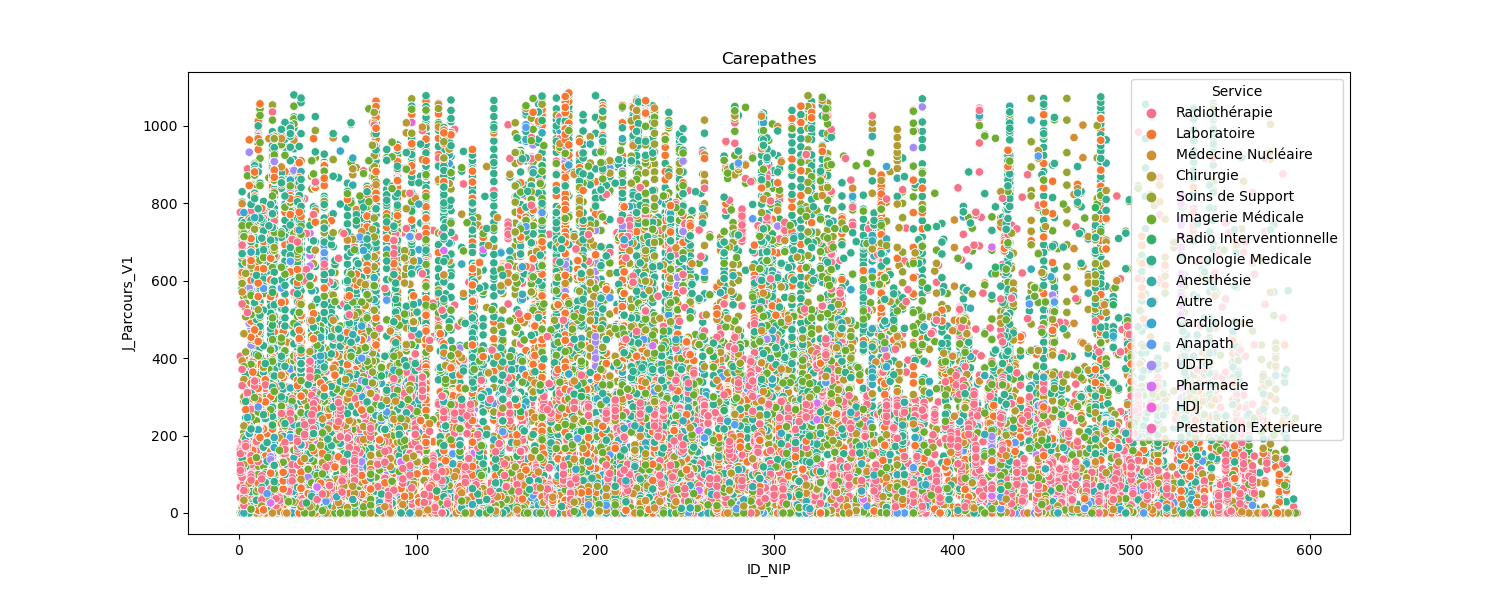 Carepathes
J_Parcours_V1
1000
800
600
400
200
0
0 100 200 300 400 500 600
ID_NIP
Service
Radiothérapie
Laboratoire
Médecine Nucléaire
Chirurgie
Soins de Support
Imagerie Médicale
Radio Interventionnelle
Oncologie Medicale
Anesthésie
Autre
Cardiologie
Anapath
UDTP
Pharmacie
HDJ
Prestation Exterieure